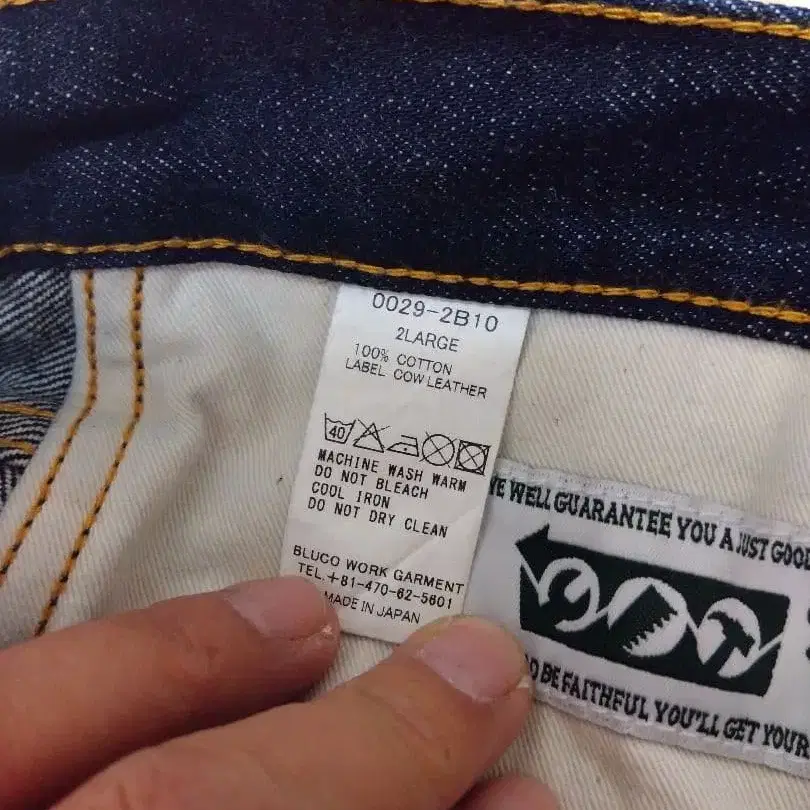 0029-2B10
2LARGE
100% COTTON
LABEL COW LEATHER
40
MACHINE WASH WARM
DO NOT BLEACH
COOL IRON
DO NOT DRY CLEAN
BLUCO WORK GARMENT
TEL.+81-470-62-5601
MADE IN JAPAN
WELL GUARANTEE YOU A JUST GOOD
BE FAITHFUL YOU'LL GET YOUR